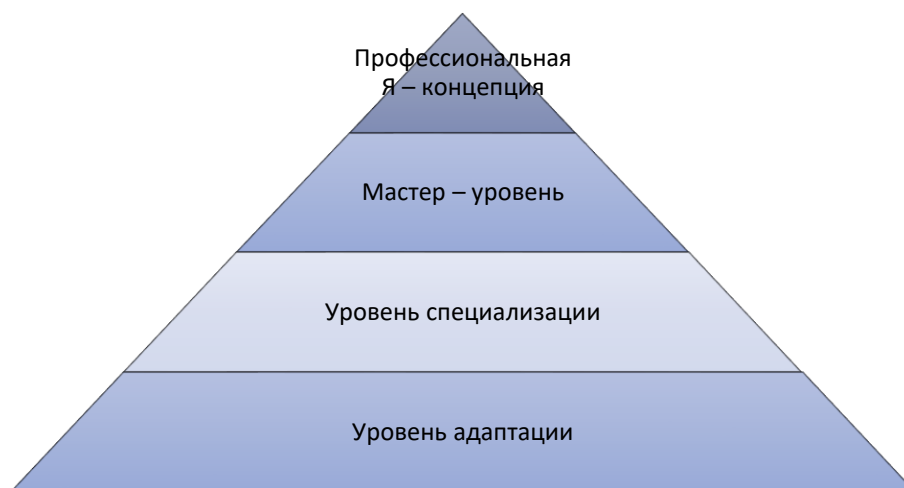 Профессиональная
Я – концепция
Мастер – уровень
Уровень специализации
Уровень адаптации